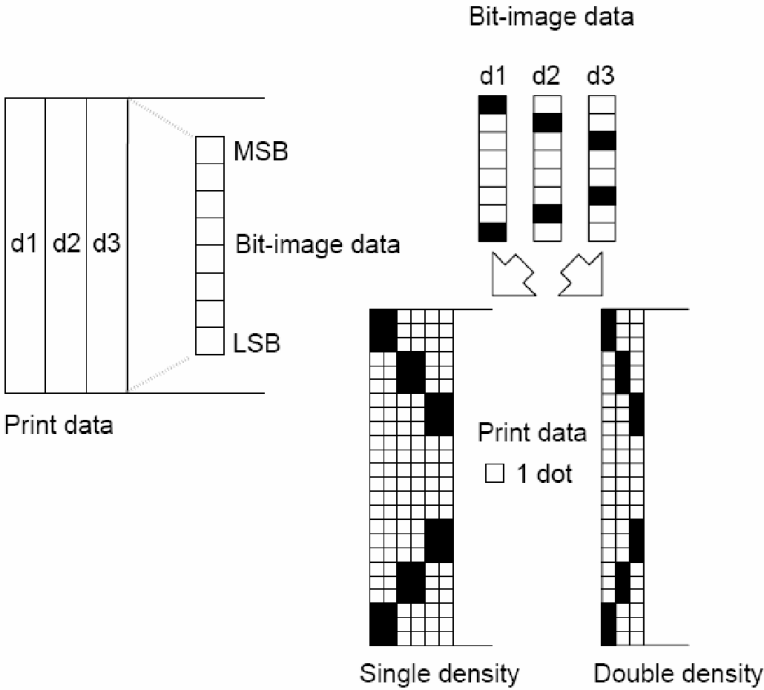 Bit-image data
d1 d2 d3
MSB
d1 d2 d3
Bit-image data
LSB
Print data
Print data
1 dot
Single density
Double density